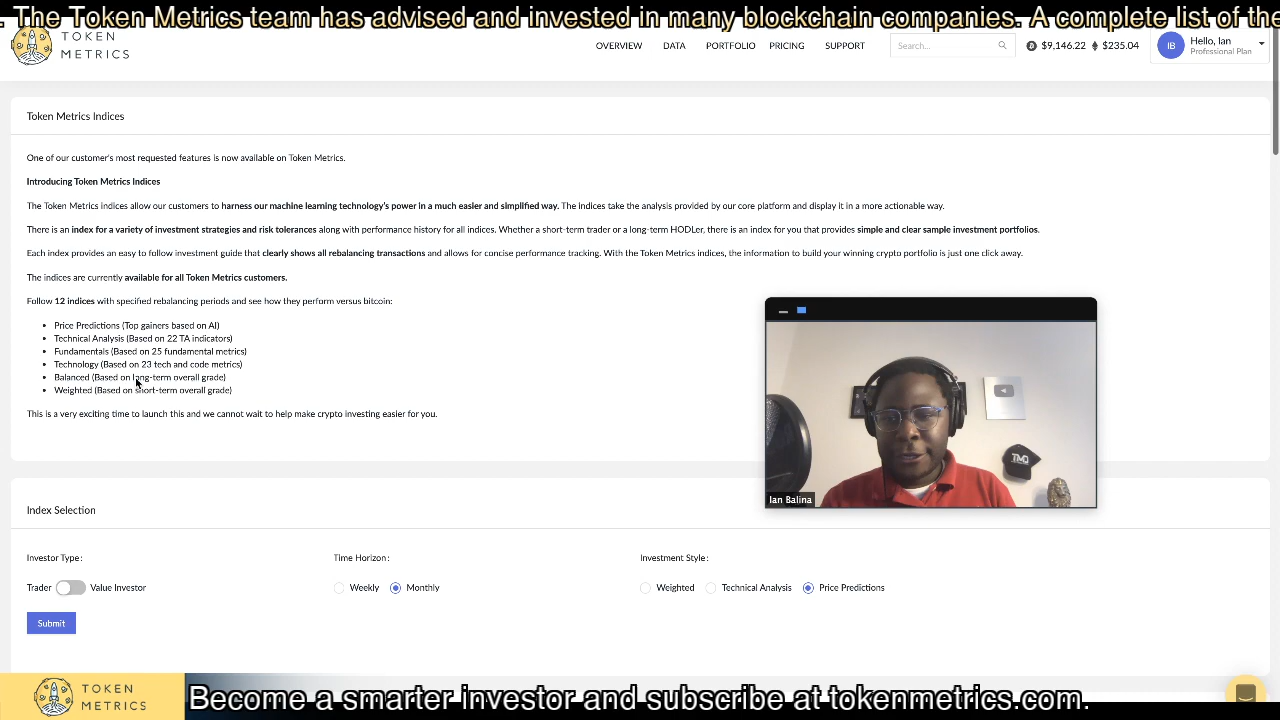 . The Token Metrics team has advised and invested in many blockchain companies. A complete list of the
TOKEN
METRICS
OVERVIEW DATA PORTFOLIO PRICING SUPPORT Search... $9,146.22 $235.04 IB Hello, Ian
Professional Plan
Token Metrics Indices
One of our customer's most requested features is now available on Token Metrics.
Introducing Token Metrics Indices
The Token Metrics indices allow our customers to harness our machine learning technology's power in a much easier and simplified way. The indices take the analysis provided by our core platform and display it in a more actionable way.
There is an index for a variety of investment strategies and risk tolerances along with performance history for all indices. Whether a short-term trader or a long-term HODLer, there is an index for you that provides simple and clear sample investment portfolios.
Each index provides an easy to follow investment guide that clearly shows all rebalancing transactions and allows for concise performance tracking. With the Token Metrics indices, the information to build your winning crypto portfolio is just one click away.
The indices are currently available for all Token Metrics customers.
Follow 12 indices with specified rebalancing periods and see how they perform versus bitcoin:
• Price Predictions (Top gainers based on AI)
• Technical Analysis (Based on 22 TA indicators)
• Fundamentals (Based on 25 fundamental metrics)
• Technology (Based on 23 tech and code metrics)
• Balanced (Based on long-term overall grade)
• Weighted (Based on short-term overall grade)
This is a very exciting time to launch this and we cannot wait to help make crypto investing easier for you.
TMD
Ian Balina
Index Selection
Investor Type: Time Horizon: Investment Style:
Trader Value Investor Weekly Monthly Weighted Technical Analysis Price Predictions
Submit
TOKEN
METRICS
Become a smarter investor and subscribe at tokenmetrics.com.